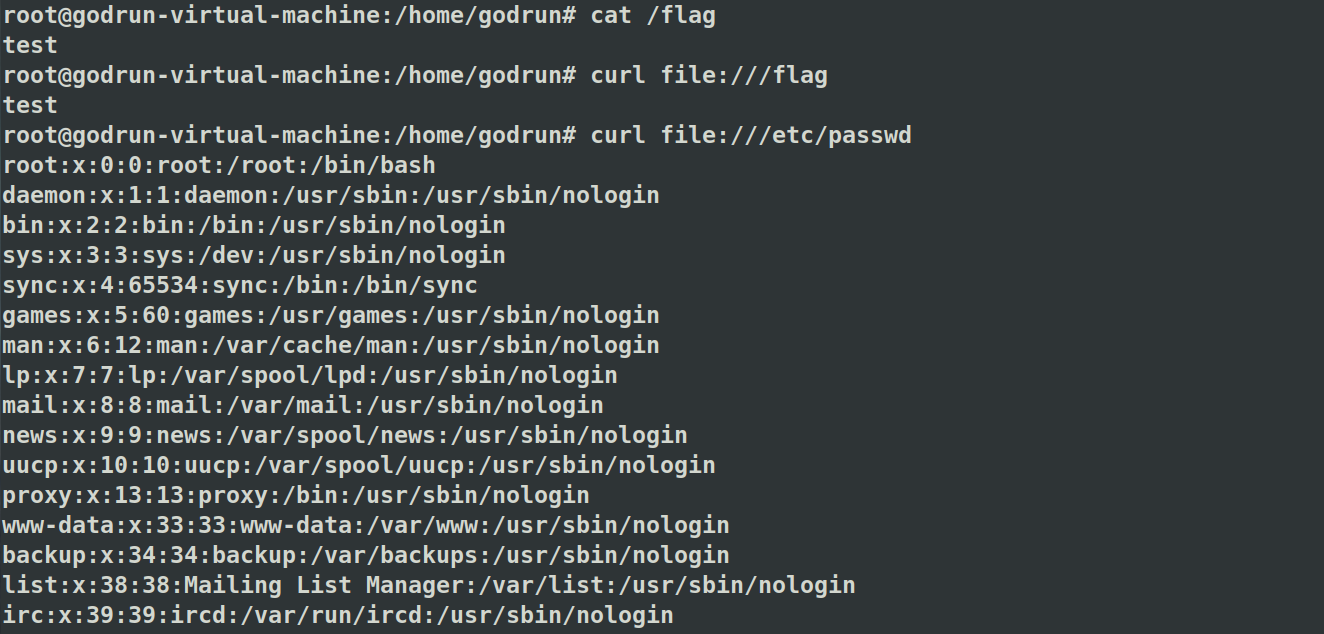 root@godrun-virtual-machine:/home/godrun# cat /flag
test
root@godrun-virtual-machine:/home/godrun# curl file:///flag
test
root@godrun-virtual-machine:/home/godrun# curl file:///etc/passwd
root:x:0:0:root:/root:/bin/bash
daemon:x:1:1:daemon:/usr/sbin:/usr/sbin/nologin
bin:x:2:2:bin:/bin:/usr/sbin/nologin
sys:x:3:3:sys:/dev:/usr/sbin/nologin
sync:x:4:65534:sync:/bin:/bin/sync
games:x:5:60:games:/usr/games:/usr/sbin/nologin
man:x:6:12:man:/var/cache/man:/usr/sbin/nologin
lp:x:7:7:lp:/var/spool/lpd:/usr/sbin/nologin
mail:x:8:8:mail:/var/mail:/usr/sbin/nologin
news:x:9:9:news:/var/spool/news:/usr/sbin/nologin
uucp:x:10:10:uucp:/var/spool/uucp:/usr/sbin/nologin
proxy:x:13:13:proxy:/bin:/usr/sbin/nologin
www-data:x:33:33:www-data:/var/www:/usr/sbin/nologin
backup:x:34:34:backup:/var/backups:/usr/sbin/nologin
list:x:38:38:Mailing List Manager:/var/list:/usr/sbin/nologin
irc:x:39:39:ircd:/var/run/ircd:/usr/sbin/nologin